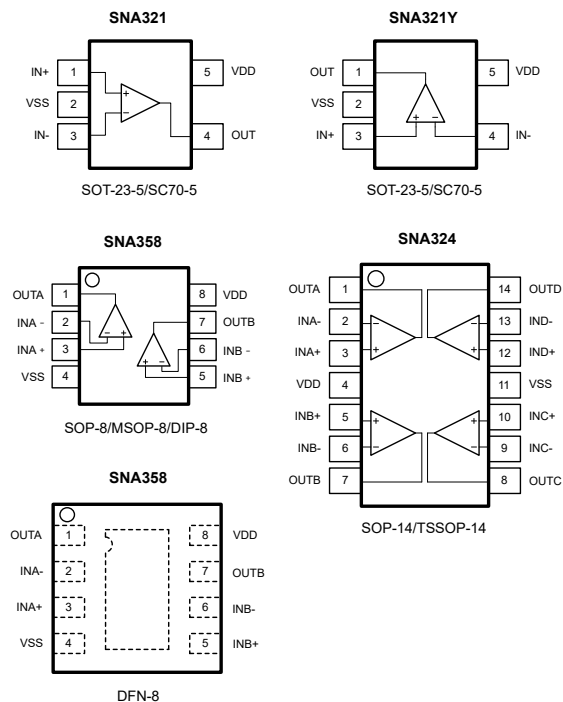 SNA321
IN+ 1 5 VDD
VSS 2
IN- 3 4 OUT
+
−
SOT-23-5/SC70-5
SNA321Y
OUT 1 5 VDD
VSS 2
IN+ 3 4 IN-
+ −
SOT-23-5/SC70-5
SNA358
OUTA 1 8 VDD
INA - 2 7 OUTB
INA + 3 6 INB -
VSS 4 5 INB +
− +
+ −
SOP-8/MSOP-8/DIP-8
SNA324
OUTA 1 14 OUTD
INA- 2 − − 13 IND-
INA+ 3 + + 12 IND+
VDD 4 11 VSS
INB+ 5 + + 10 INC+
INB- 6 − − 9 INC-
OUTB 7 8 OUTC
SOP-14/TSSOP-14
SNA358
OUTA 1 8 VDD
INA- 2 7 OUTB
INA+ 3 6 INB-
VSS 4 5 INB+
DFN-8